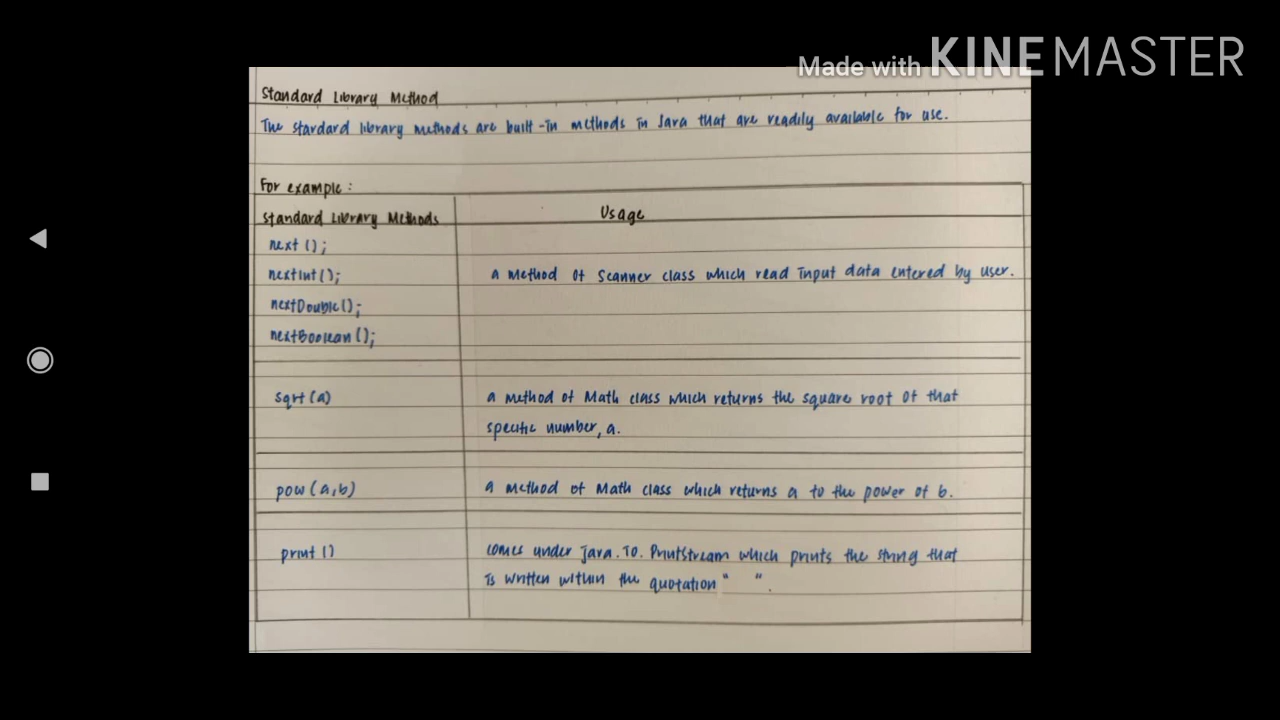 Made with KINEMASTER
Standard Library Method
The stardard library methods are built-in methods in Java that are readily available for use.
For example :
Standard Library Methods Usage
next ();
nextInt(); a method of Scanner class which read input data entered by user.
nextDouble();
nextBoolean();
sqrt(a) a method of Math class which returns the square root of that
specific number, a.
pow(a,b) a method of Math class which returns a to the power of b.
print () comes under java. IO. PrintStream which prints the string that
is written within the quotation " ".